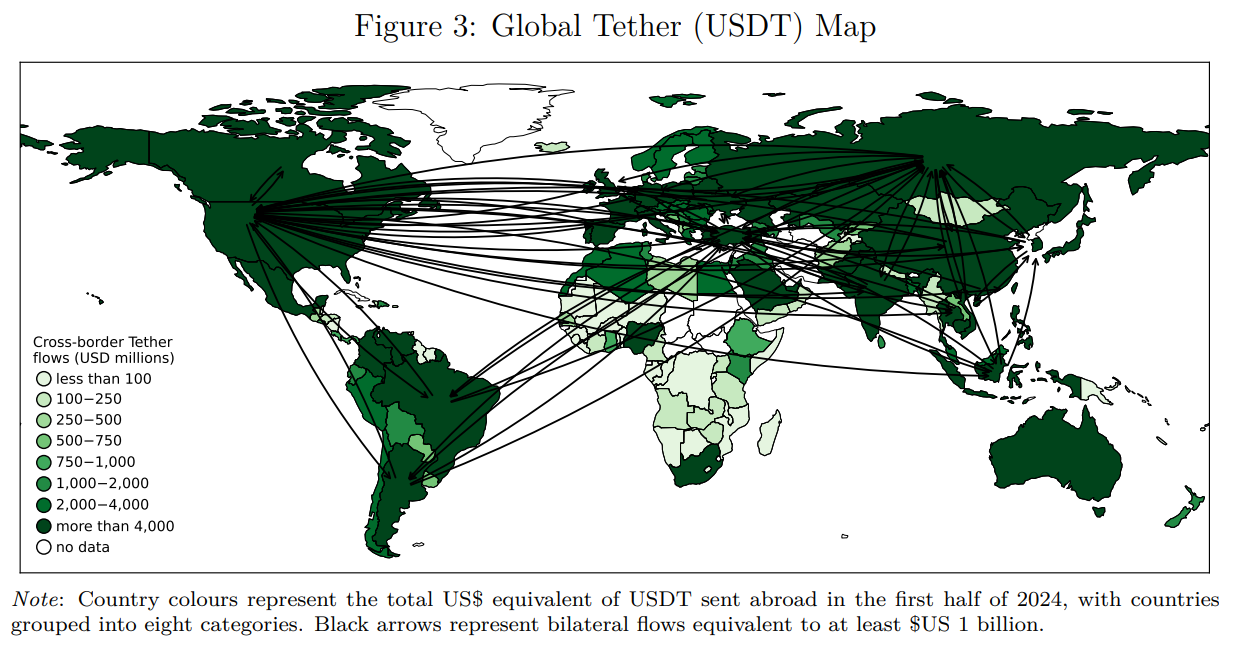 Figure 3: Global Tether (USDT) Map
Cross-border Tether
flows (USD millions)
less than 100
100−250
250−500
500−750
750−1,000
1,000−2,000
2,000−4,000
more than 4,000
no data
Note: Country colours represent the total US$ equivalent of USDT sent abroad in the first half of 2024, with countries
grouped into eight categories. Black arrows represent bilateral flows equivalent to at least $US 1 billion.